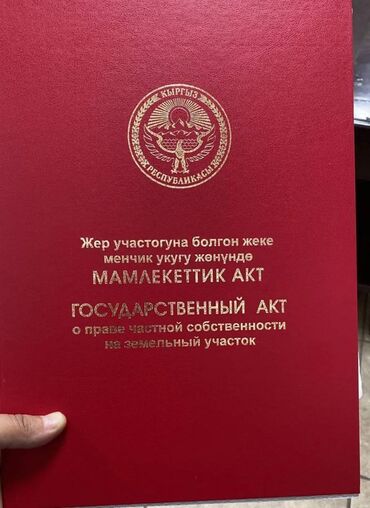 КЫРГЫЗ
РЕСПУБЛИКАСЫ
Жер участогуна болгон жеке
менчик укугу жөнүндө
МАМЛЕКЕТТИК АКТ
ГОСУДАРСТВЕННЫЙ АКТ
о праве частной собственности
на земельный участок